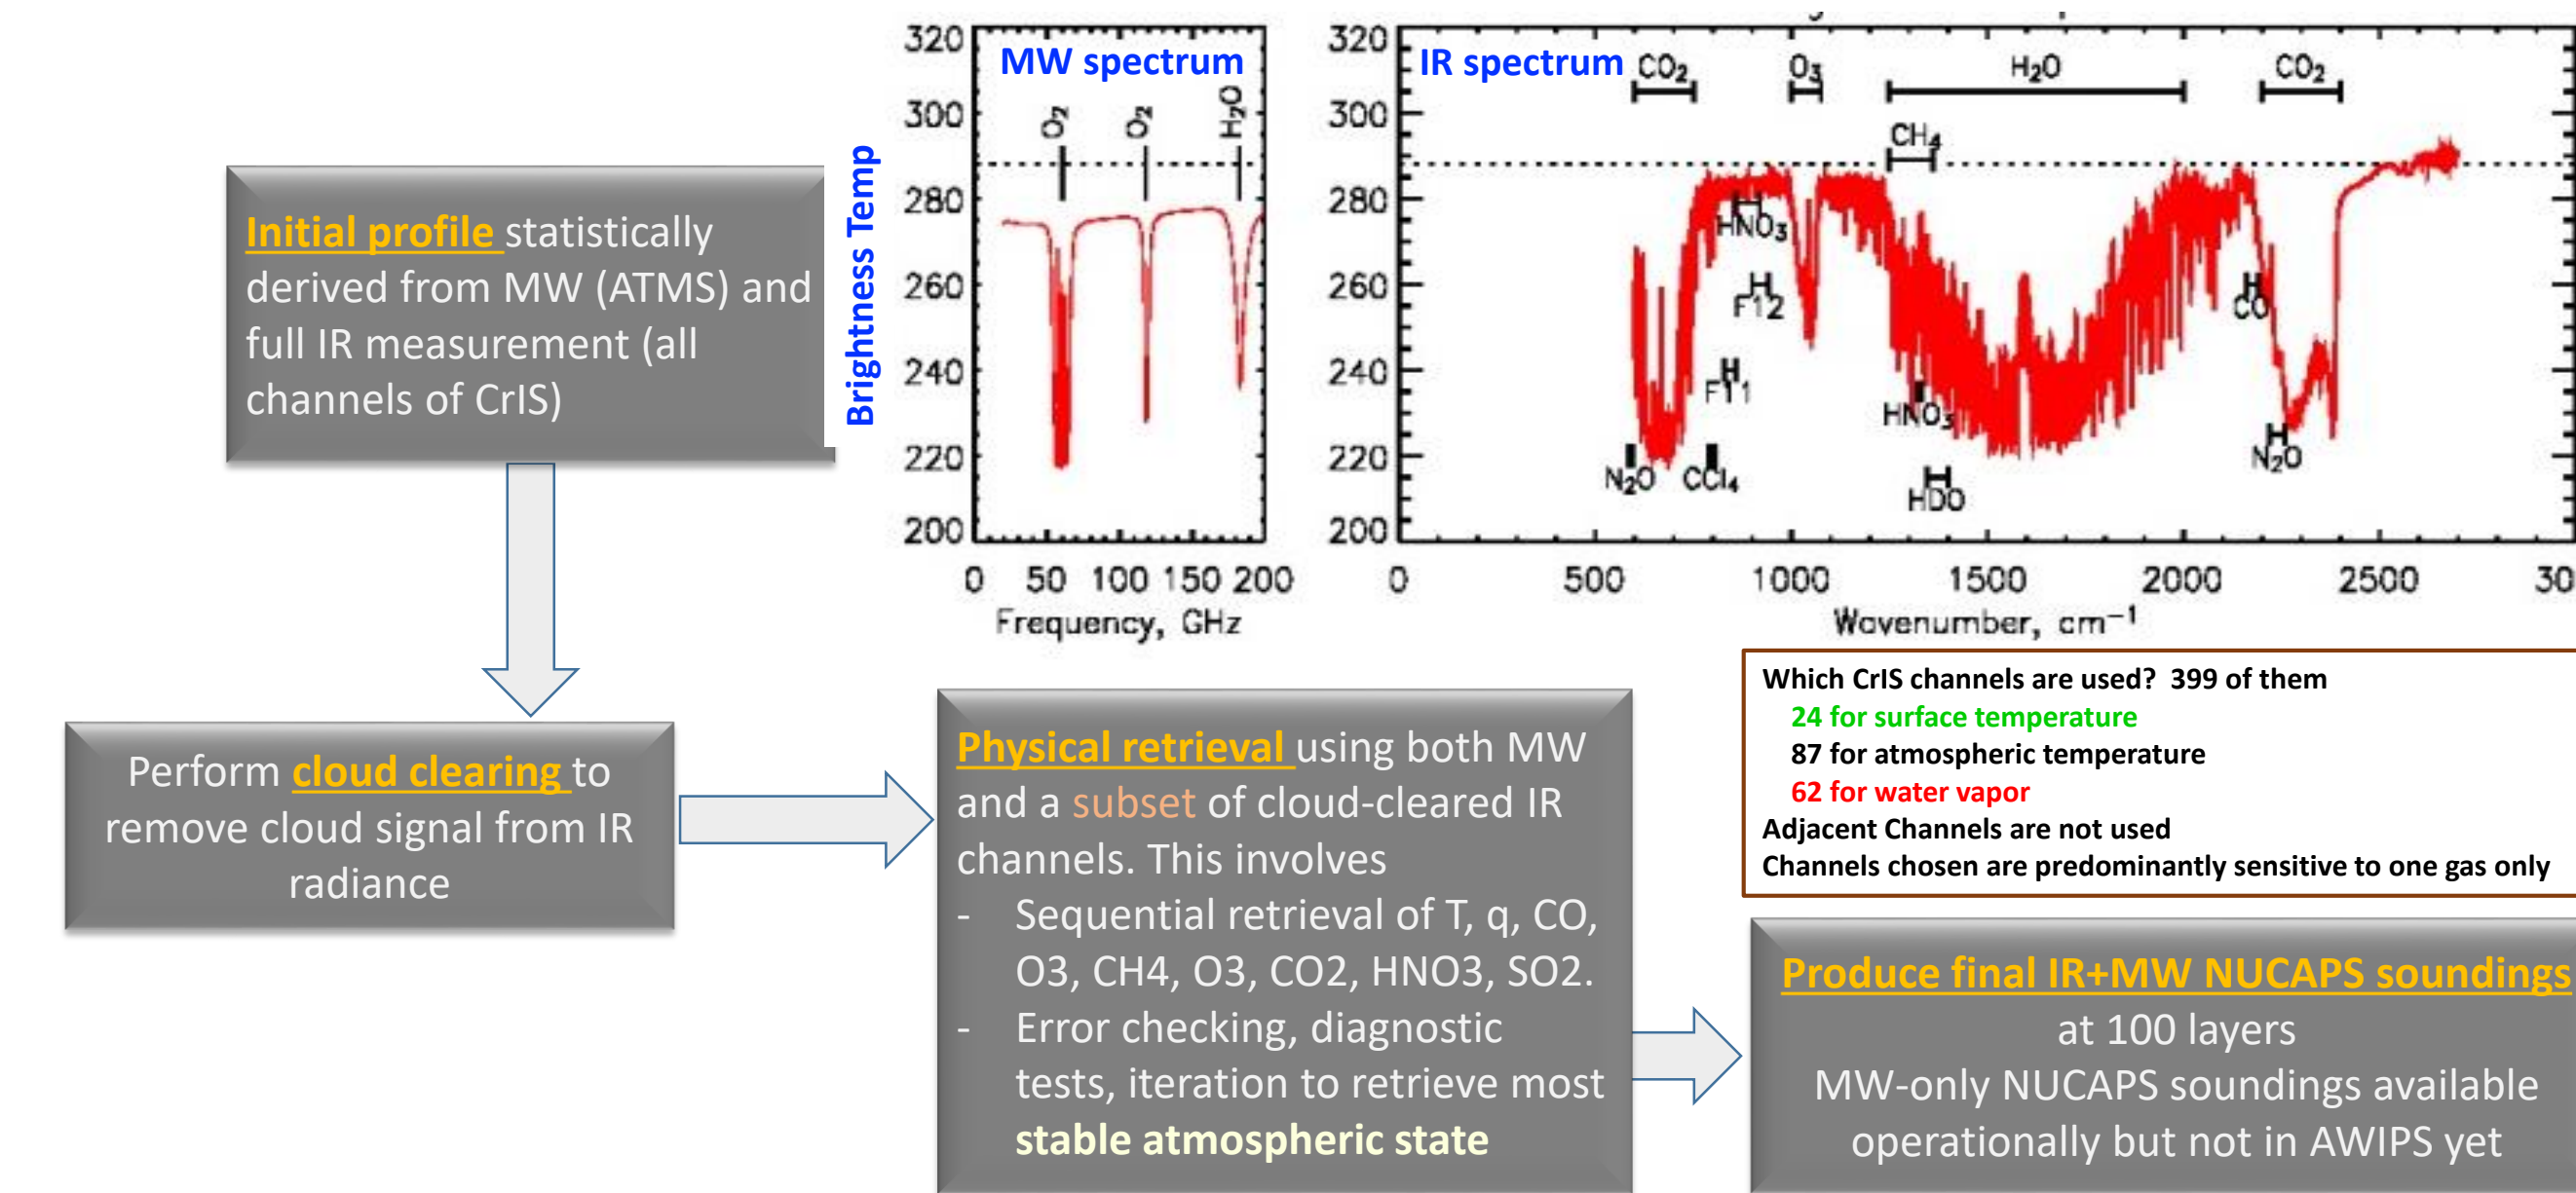 Initial profile statistically
derived from MW (ATMS) and
full IR measurement (all
channels of CrIS)
Brightness Temp
MW spectrum
320
300
280
260
240
220
200
O₂
O₂
H₂O
0 50 100 150 200
Frequency, GHz
IR spectrum
320
300
280
260
240
220
200
CO₂
O₃
H₂O
CO₂
CH₄
HNO₃
F12
CO
F11
HNO₃
N₂O
N₂O
CCl₄
HDO
0 500 1000 1500 2000 2500 30
Wavenumber, cm⁻¹
Perform cloud clearing to
remove cloud signal from IR
radiance
Physical retrieval using both MW
and a subset of cloud-cleared IR
channels. This involves
- Sequential retrieval of T, q, CO,
O3, CH4, O3, CO2, HNO3, SO2.
- Error checking, diagnostic
tests, iteration to retrieve most
stable atmospheric state
Which CrIS channels are used? 399 of them
24 for surface temperature
87 for atmospheric temperature
62 for water vapor
Adjacent Channels are not used
Channels chosen are predominantly sensitive to one gas only
Produce final IR+MW NUCAPS soundings
at 100 layers
MW-only NUCAPS soundings available
operationally but not in AWIPS yet